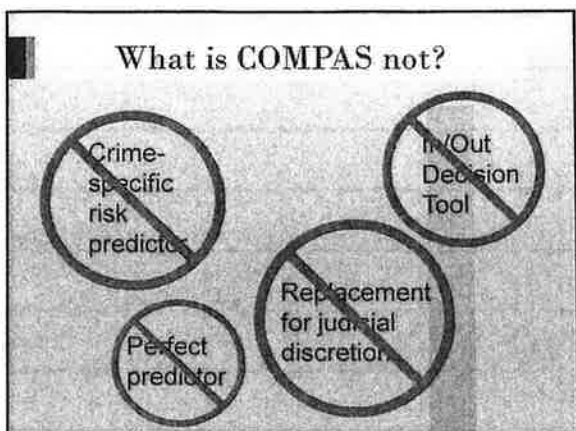 What is COMPAS not?
Crime-
specific
risk
predictor
In/Out
Decision
Tool
Replacement
for judicial
discretion
Perfect
predictor